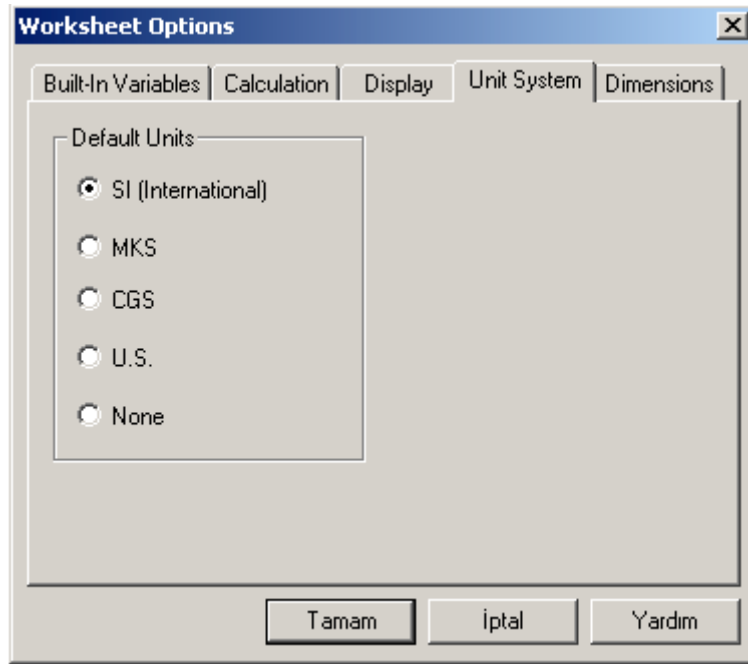 Worksheet Options
Built-In Variables Calculation Display Unit System Dimensions
Default Units
SI (International)
MKS
CGS
U.S.
None
Tamam İptal Yardım